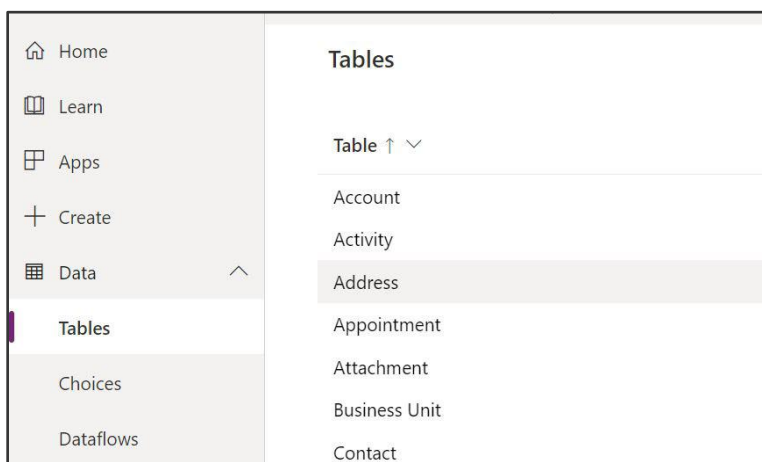 Home
Learn
Apps
Create
Data
Tables
Choices
Dataflows
Tables
Table
Account
Activity
Address
Appointment
Attachment
Business Unit
Contact